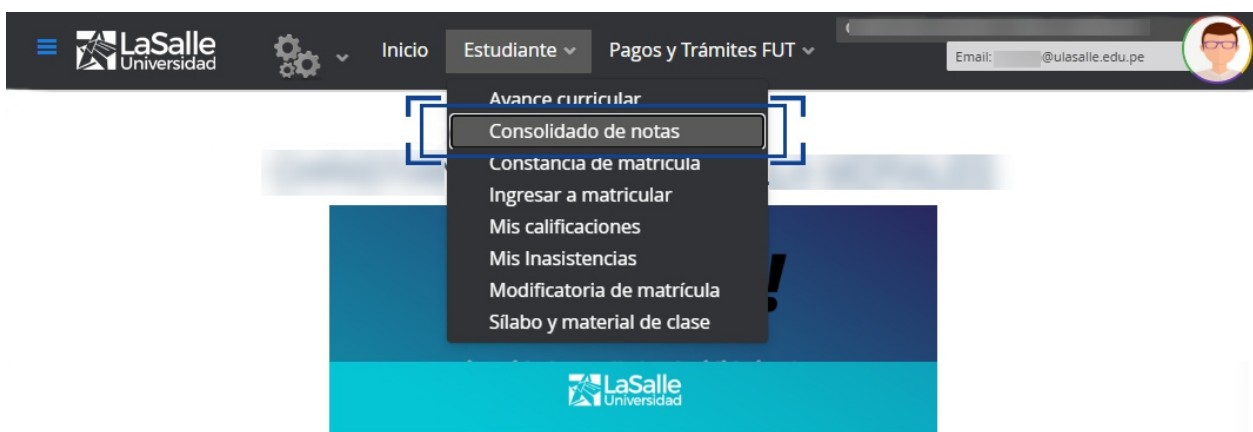 LaSalle
Universidad
Inicio
Estudiante
Pagos y Trámites FUT
Email:
@ulasalle.edu.pe
Avance curricular
Consolidado de notas
Constancia de matrícula
Ingresar a matricular
Mis calificaciones
Mis Inasistencias
Modificatoria de matrícula
Sílabo y material de clase
!
LaSalle
Universidad